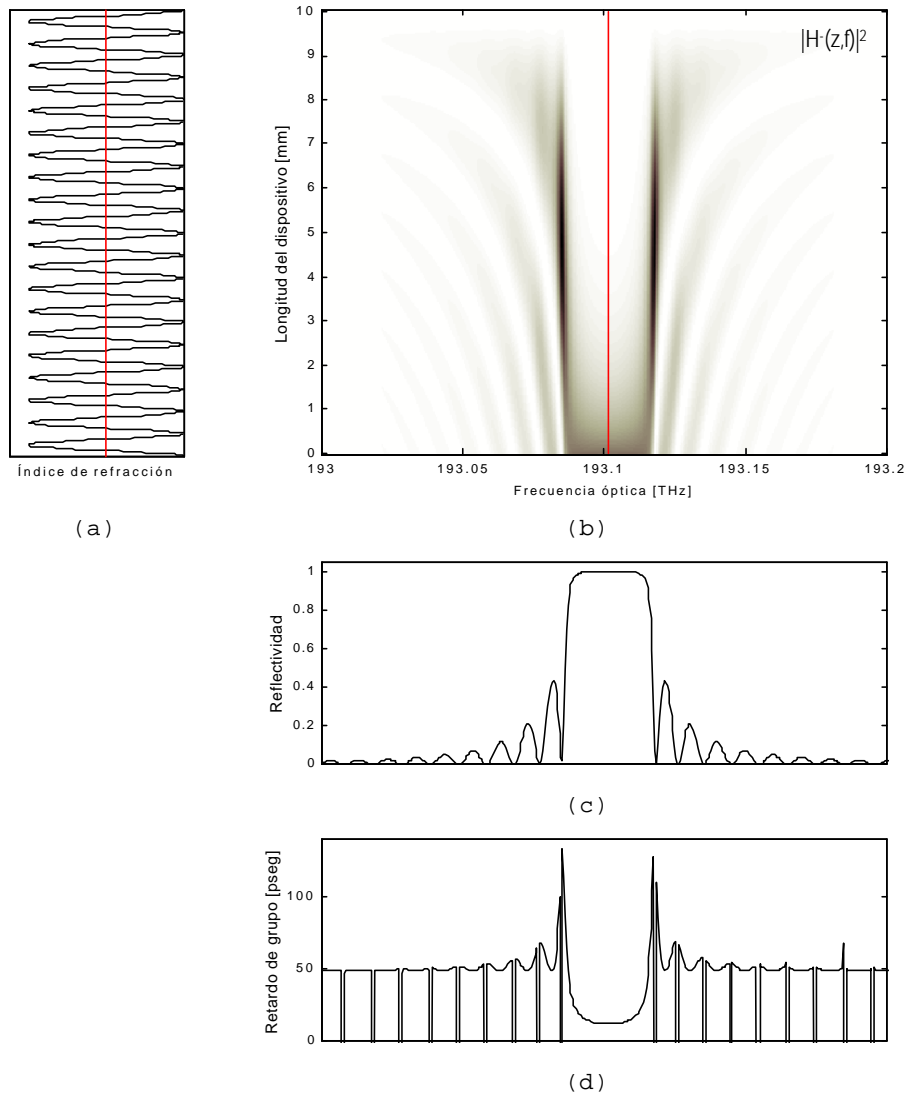 |H-(z,f)|²
10
9
8
7
6
5
4
3
2
1
0
Longitud del dispositivo [mm]
193
193.05
193.1
193.15
193.2
Índice de refracción
Frecuencia óptica [THz]
(a)
(b)
1
0.8
0.6
0.4
0.2
0
Reflectividad
(c)
100
50
0
Retardo de grupo [pseg]
(d)